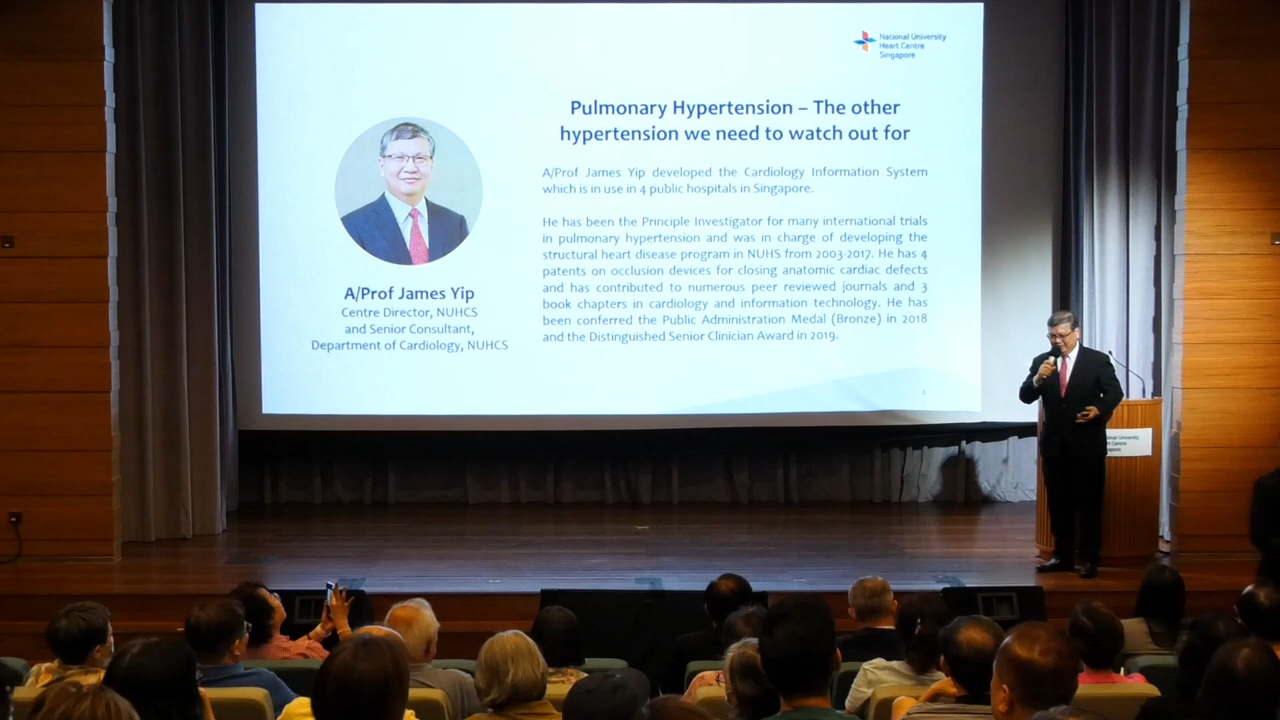 National University
Heart Centre
Singapore
Pulmonary Hypertension – The other
hypertension we need to watch out for
A/Prof James Yip developed the Cardiology Information System
which is in use in 4 public hospitals in Singapore.
He has been the Principle Investigator for many international trials
in pulmonary hypertension and was in charge of developing the
structural heart disease program in NUHS from 2003-2017. He has 4
patents on occlusion devices for closing anatomic cardiac defects
and has contributed to numerous peer reviewed journals and 3
book chapters in cardiology and information technology. He has
been conferred the Public Administration Medal (Bronze) in 2018
and the Distinguished Senior Clinician Award in 2019.
A/Prof James Yip
Centre Director, NUHCS
and Senior Consultant,
Department of Cardiology, NUHCS
University
Centre